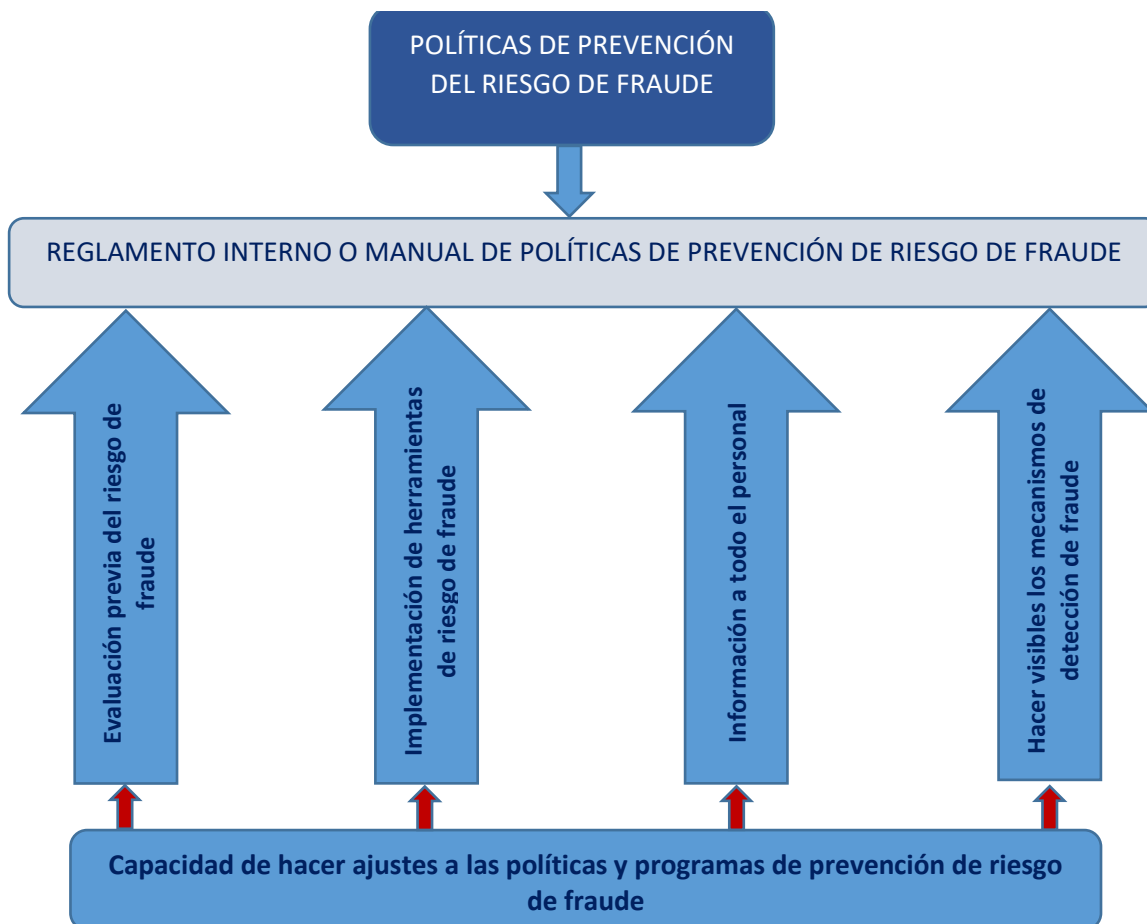 POLÍTICAS DE PREVENCIÓN
DEL RIESGO DE FRAUDE
REGLAMENTO INTERNO O MANUAL DE POLÍTICAS DE PREVENCIÓN DE RIESGO DE FRAUDE
Evaluación previa del riesgo de
fraude
Implementación de herramientas
de riesgo de fraude
Información a todo el personal
Hacer visibles los mecanismos de
detección de fraude
Capacidad de hacer ajustes a las políticas y programas de prevención de riesgo
de fraude